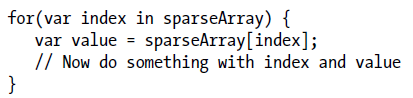 for(var index in sparseArray) {
   var value = sparseArray[index];
   // Now do something with index and value
}